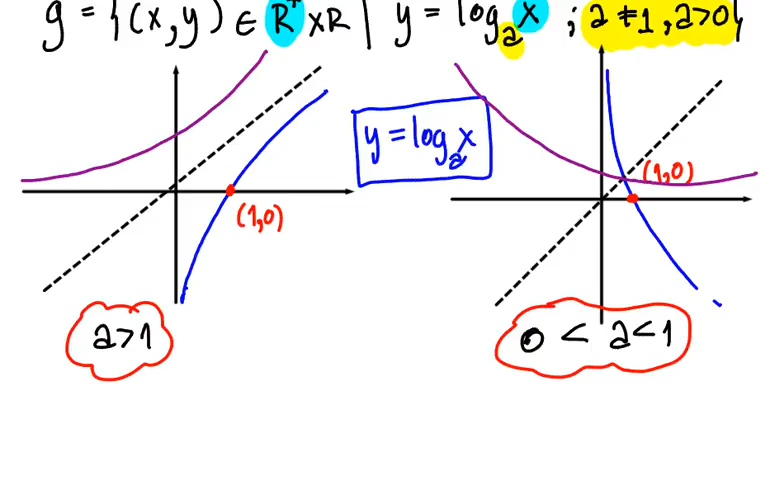 g = {(x,y) ∈ R⁺xR | y = logₐx ; a ≠ 1, a>0}
y = logₐx
(1,0)
(1,0)
a>1
0 < a < 1